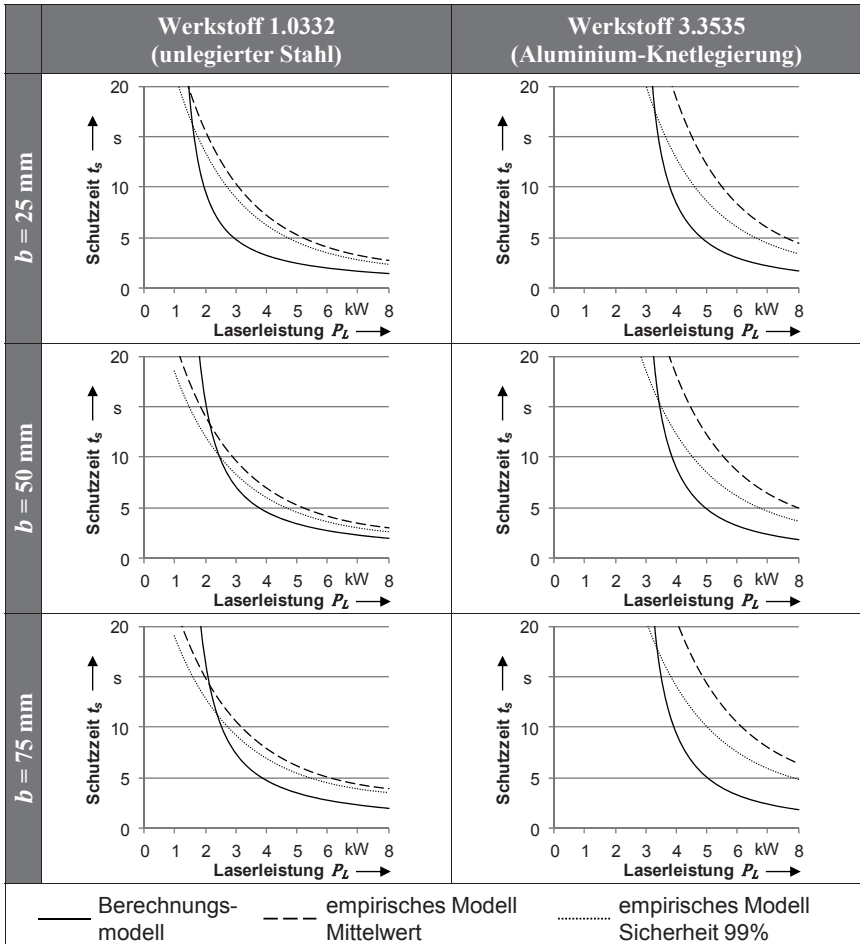 Werkstoff 1.0332
(unlegierter Stahl)
Werkstoff 3.3535
(Aluminium-Knetlegierung)
b = 25 mm
20
s
10
5
0
Schutzzeit ts
0 1 2 3 4 5 6 kW 8
Laserleistung PL
20
s
10
5
0
Schutzzeit ts
0 1 2 3 4 5 6 kW 8
Laserleistung PL
b = 50 mm
20
s
10
5
0
Schutzzeit ts
0 1 2 3 4 5 6 kW 8
Laserleistung PL
20
s
10
5
0
Schutzzeit ts
0 1 2 3 4 5 6 kW 8
Laserleistung PL
b = 75 mm
20
s
10
5
0
Schutzzeit ts
0 1 2 3 4 5 6 kW 8
Laserleistung PL
20
s
10
5
0
Schutzzeit ts
0 1 2 3 4 5 6 kW 8
Laserleistung PL
Berechnungs-
modell
empirisches Modell
Mittelwert
empirisches Modell
Sicherheit 99%